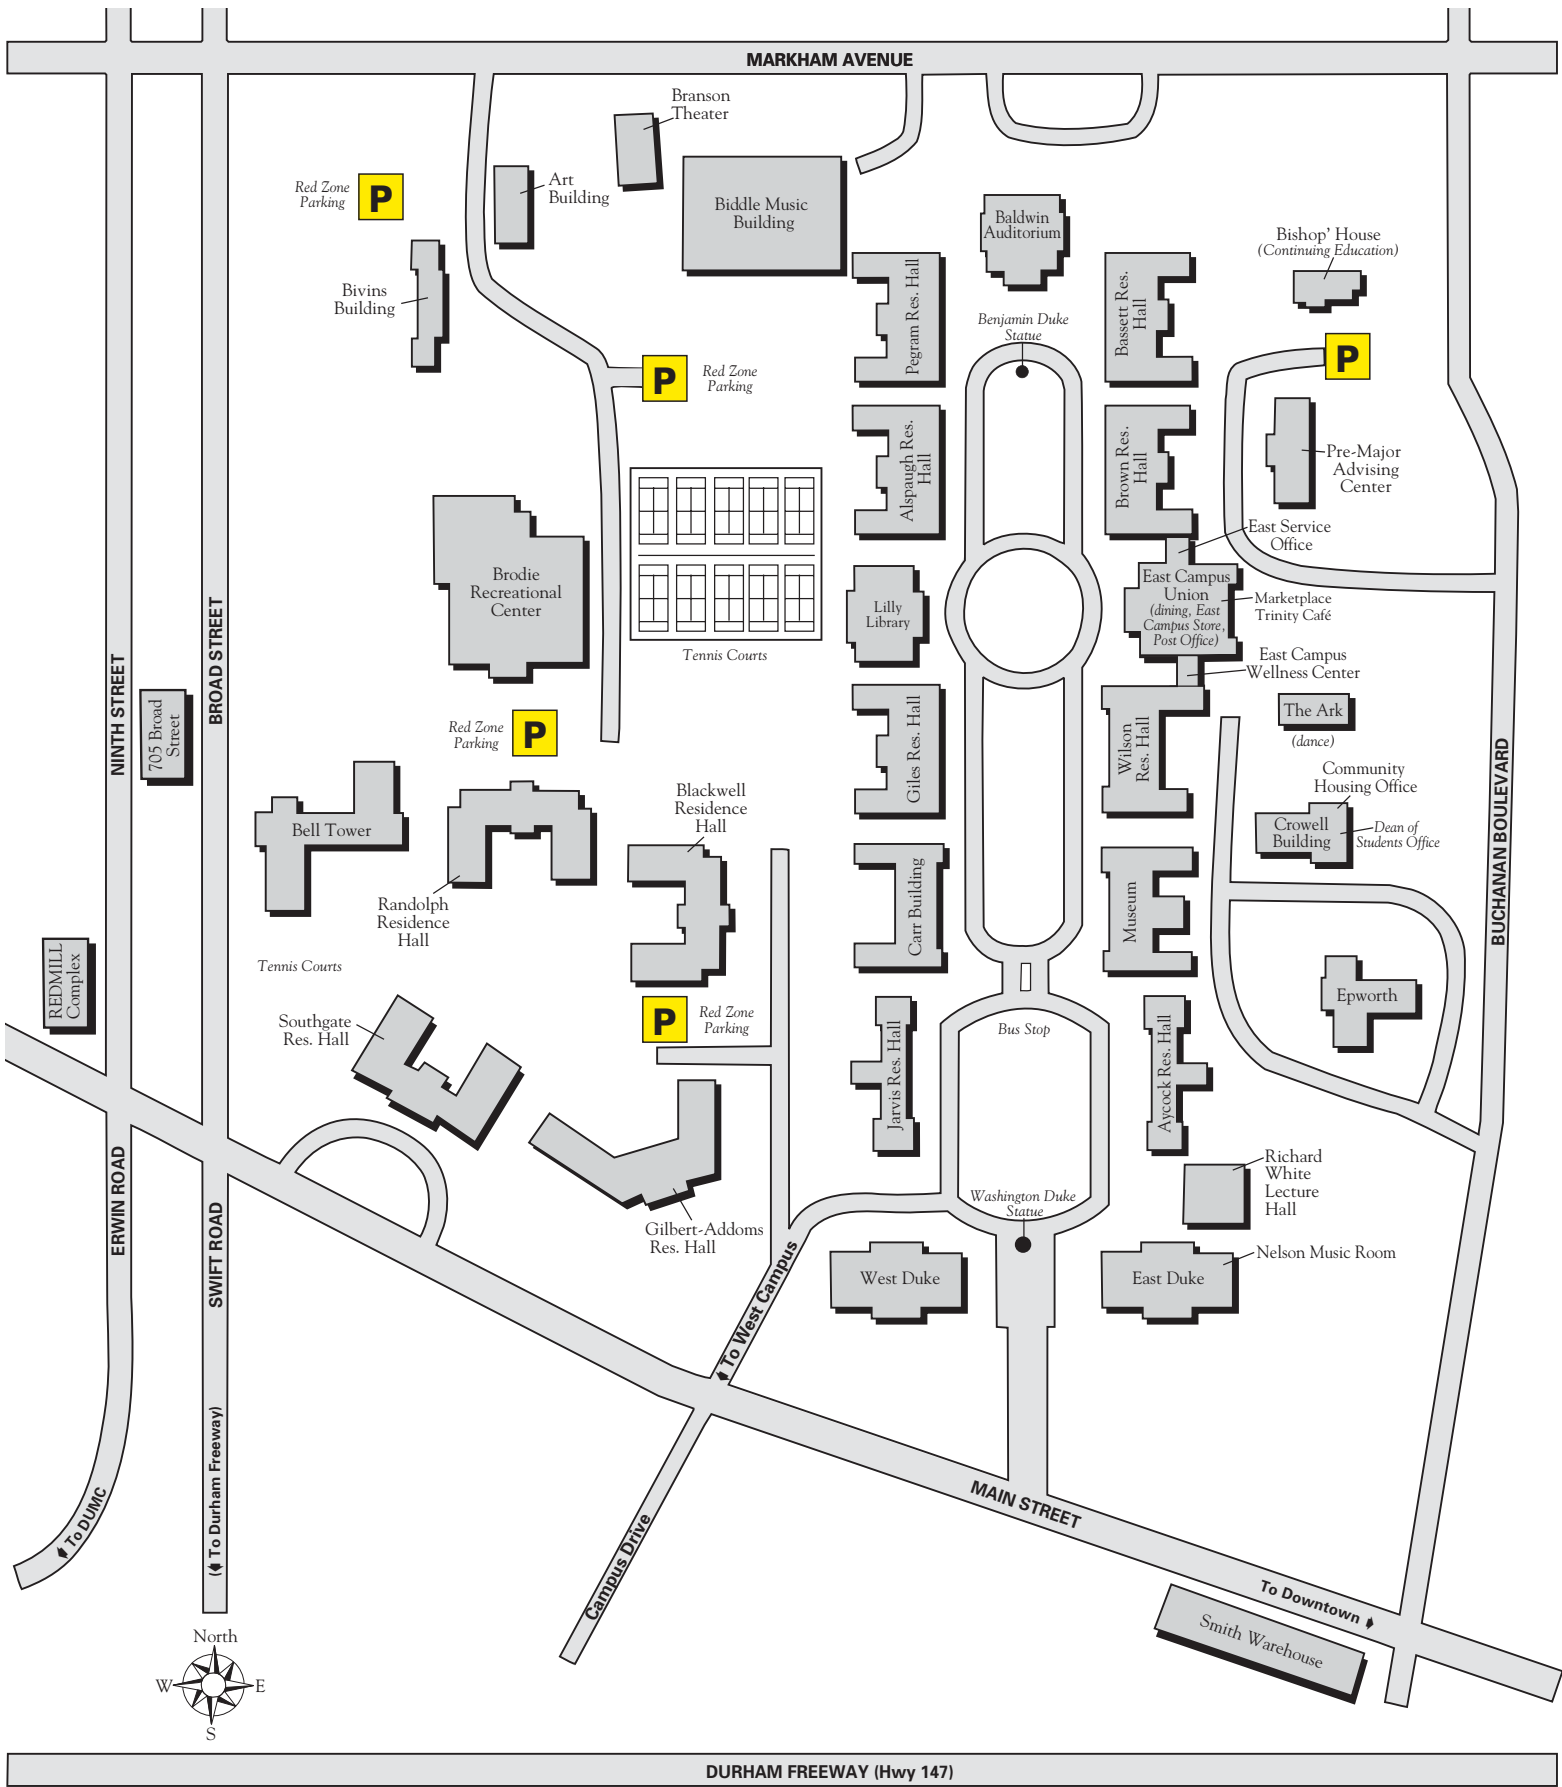 MARKHAM AVENUE
Branson
Theater
Art
Building
Red Zone
Parking
P
Biddle Music
Building
Baldwin
Auditorium
Bishop' House
(Continuing Education)
Bivins
Building
Pegram Res. Hall
Bassett Res.
Hall
Benjamin Duke
Statue
P
P
Red Zone
Parking
Alspaugh Res.
Hall
Brown Res.
Hall
Pre-Major
Advising
Center
East Service
Office
Brodie
Recreational
Center
Lilly
Library
East Campus
Union
(dining, East
Campus Store,
Post Office)
Marketplace
Trinity Café
Tennis Courts
East Campus
Wellness Center
NINTH STREET
BROAD STREET
705 Broad
Street
Red Zone
Parking
P
Giles Res. Hall
Wilson
Res. Hall
The Ark
(dance)
BUCHANAN BOULEVARD
Community
Housing Office
Blackwell
Residence
Hall
Bell Tower
Crowell
Building
Dean of
Students Office
Randolph
Residence
Hall
Carr Building
Museum
REDMILL
Complex
Tennis Courts
Epworth
P
Red Zone
Parking
Southgate
Res. Hall
Bus Stop
Jarvis Res. Hall
Aycock Res. Hall
Richard
White
Lecture
Hall
Washington Duke
Statue
ERWIN ROAD
SWIFT ROAD
Gilbert-Addoms
Res. Hall
Nelson Music Room
West Duke
East Duke
To West Campus
To DUMC
(To Durham Freeway)
MAIN STREET
Campus Drive
To Downtown
Smith Warehouse
North
W
E
S
DURHAM FREEWAY (Hwy 147)